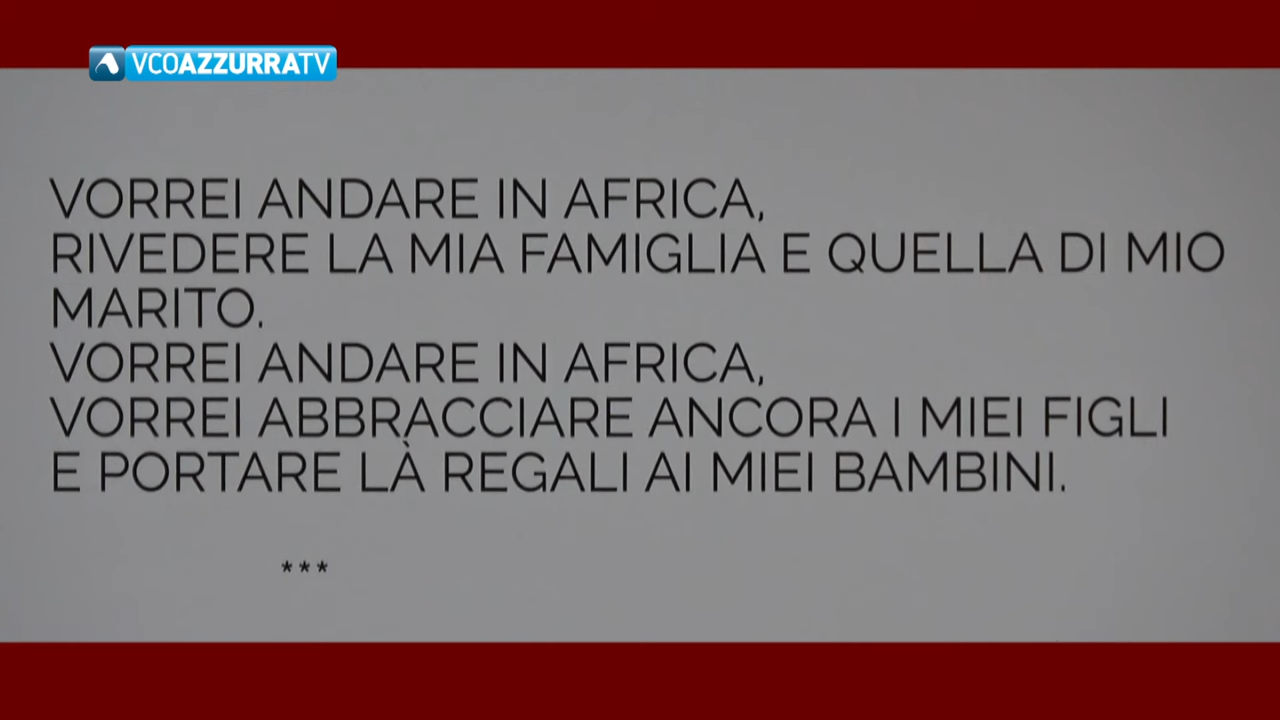 VCOAZZURRATV
VORREI ANDARE IN AFRICA,
RIVEDERE LA MIA FAMIGLIA E QUELLA DI MIO
MARITO.
VORREI ANDARE IN AFRICA,
VORREI ABBRACCIARE ANCORA I MIEI FIGLI
E PORTARE LÀ REGALI AI MIEI BAMBINI.
***